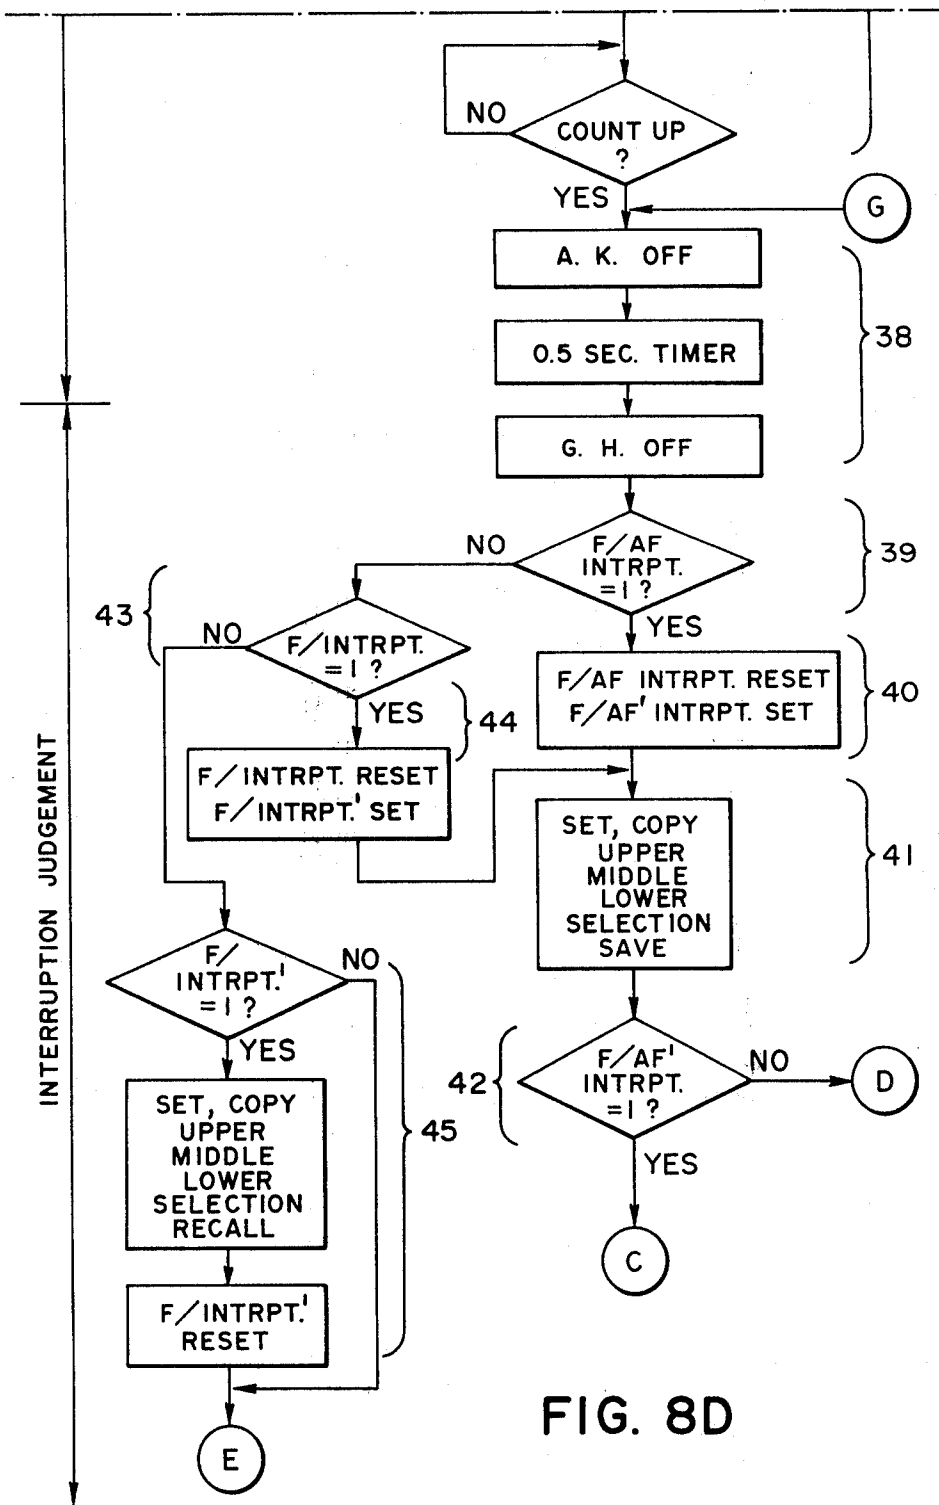 NO
COUNT UP
?
YES
G
A. K. OFF
0.5 SEC. TIMER
38
G. H. OFF
F/AF
INTRPT.
=1 ?
NO
39
YES
43
NO
F/INTRPT.
=1 ?
YES
44
F/AF INTRPT. RESET
F/AF' INTRPT. SET
40
F/INTRPT. RESET
F/INTRPT.' SET
SET, COPY
UPPER
MIDDLE
LOWER
SELECTION
SAVE
41
INTERRUPTION JUDGEMENT
F/
INTRPT.'
=1 ?
NO
YES
42
F/AF'
INTRPT.
=1 ?
NO
D
YES
C
SET, COPY
UPPER
MIDDLE
LOWER
SELECTION
RECALL
45
F/INTRPT.'
RESET
E
FIG. 8D